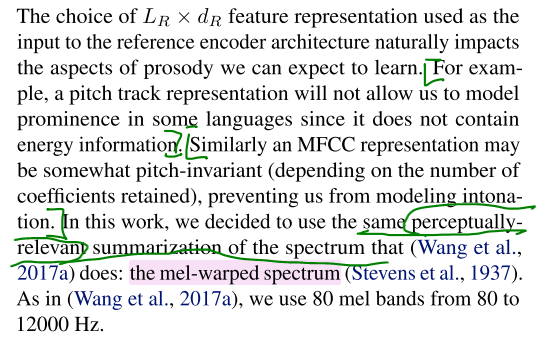 The choice of L_R × d_R feature representation used as the
input to the reference encoder architecture naturally impacts
the aspects of prosody we can expect to learn. For exam-
ple, a pitch track representation will not allow us to model
prominence in some languages since it does not contain
energy information. Similarly an MFCC representation may
be somewhat pitch-invariant (depending on the number of
coefficients retained), preventing us from modeling intona-
tion. In this work, we decided to use the same perceptually-
relevant summarization of the spectrum that (Wang et al.,
2017a) does: the mel-warped spectrum (Stevens et al., 1937).
As in (Wang et al., 2017a), we use 80 mel bands from 80 to
12000 Hz.